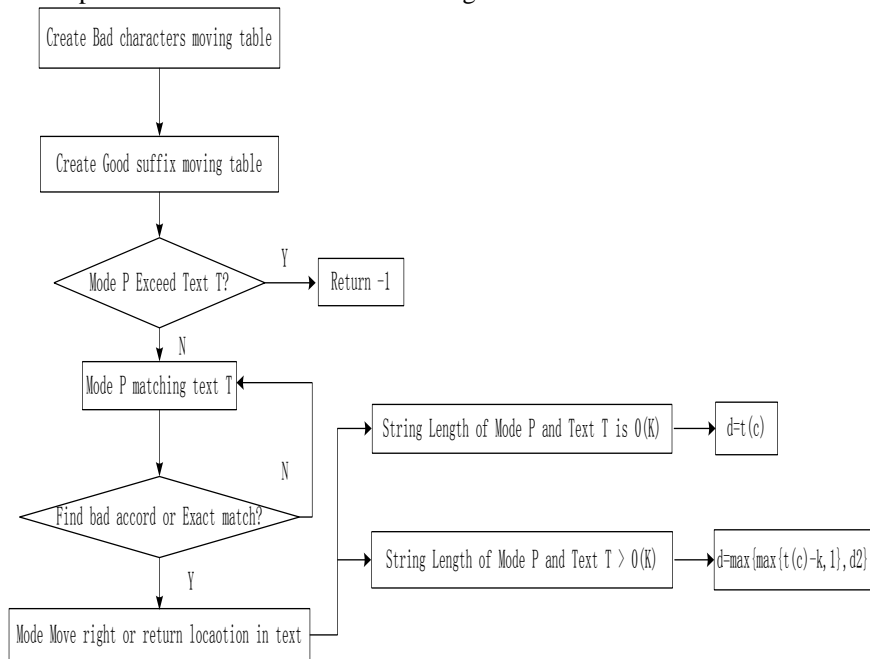 Create Bad characters moving table
Create Good suffix moving table
Mode P Exceed Text T?
Y
Return -1
N
Mode P matching text T
String Length of Mode P and Text T is 0(K)
d=t(c)
N
Find bad accord or Exact match?
String Length of Mode P and Text T > 0(K)
d=max{max{t(c)-k,1},d2}
Y
Mode Move right or return locaotion in text